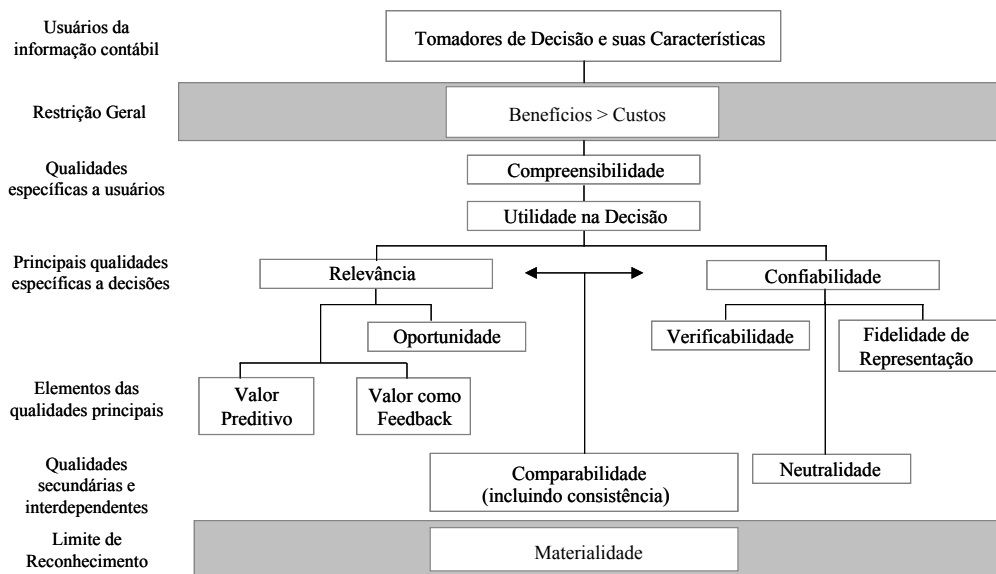 Usuários da
informação contábil
Tomadores de Decisão e suas Características
Restrição Geral
Benefícios > Custos
Qualidades
específicas a usuários
Compreensibilidade
Utilidade na Decisão
Principais qualidades
específicas a decisões
Relevância
Confiabilidade
Oportunidade
Verificabilidade
Fidelidade de
Representação
Elementos das
qualidades principais
Valor
Preditivo
Valor como
Feedback
Qualidades
secundárias e
interdependentes
Comparabilidade
(incluindo consistência)
Neutralidade
Limite de
Reconhecimento
Materialidade